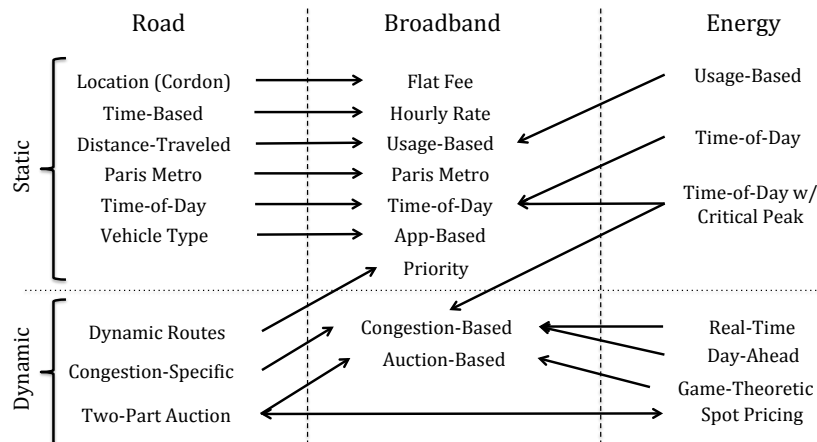 Road Broadband Energy
Static
Location (Cordon) Flat Fee Usage-Based
Time-Based Hourly Rate
Distance-Traveled Usage-Based Time-of-Day
Paris Metro Paris Metro
Time-of-Day Time-of-Day Time-of-Day w/
Vehicle Type App-Based Critical Peak
Priority
Dynamic
Dynamic Routes Congestion-Based Real-Time
Congestion-Specific Auction-Based Day-Ahead
Game-Theoretic
Two-Part Auction Spot Pricing